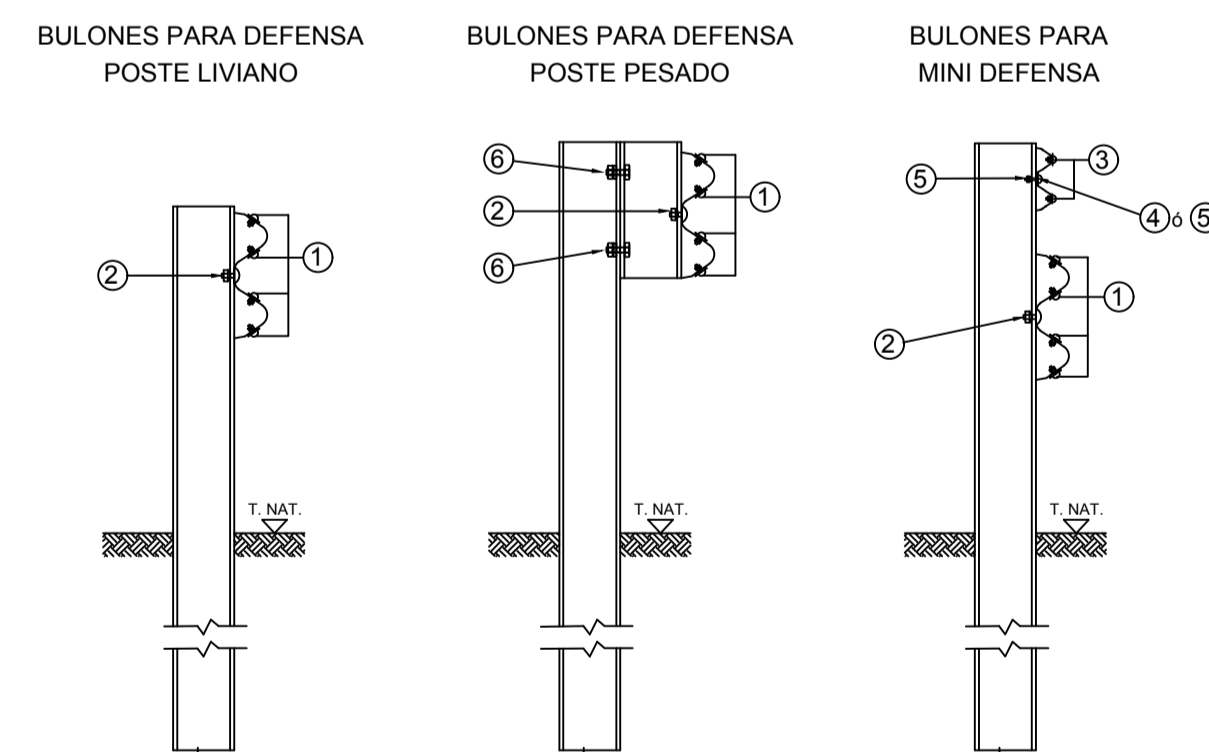 BULONES PARA DEFENSA
POSTE LIVIANO
BULONES PARA DEFENSA
POSTE PESADO
BULONES PARA
MINI DEFENSA
2
1
T. NAT.
6
2
6
1
T. NAT.
5
3
4 ó 5
2
1
T. NAT.